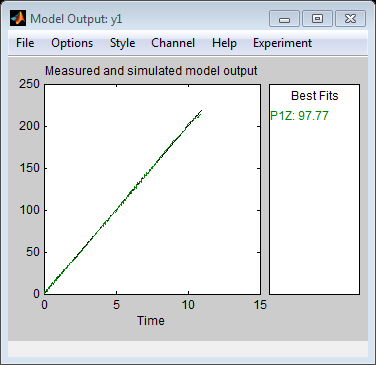 Model Output: y1
File Options Style Channel Help Experiment
Measured and simulated model output
250
200
150
100
50
0
0 5 10 15
Time
Best Fits
P1Z: 97.77